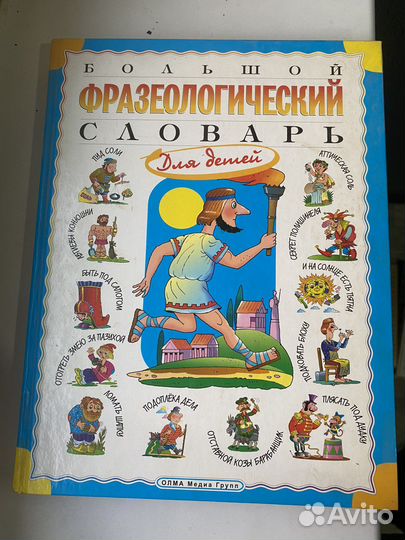 БОЛЬШОЙ
ФРАЗЕОЛОГИЧЕСКИЙ
СЛОВАРЬ
Для детей
ПУД СОЛИ
АТТИЧЕСКАЯ СОЛЬ
АВГИЕВЫ КОНЮШНИ
СЕКРЕТ ПОЛИШИНЕЛЯ
БЫТЬ ПОД САПОГОМ
И НА СОЛНЦЕ ЕСТЬ ПЯТНА
ОТОГРЕТЬ ЗМЕЮ ЗА ПАЗУХОЙ
ПОДКОВАТЬ БЛОХУ
ЛОМАТЬ ШАПКУ
ПОДОПЛЁКА ДЕЛА
ОТСТАВНОЙ КОЗЫ БАРАБАНЩИК
ПЛЯСАТЬ ПОД ДУДКУ
ОЛМА Медиа Групп
Avito